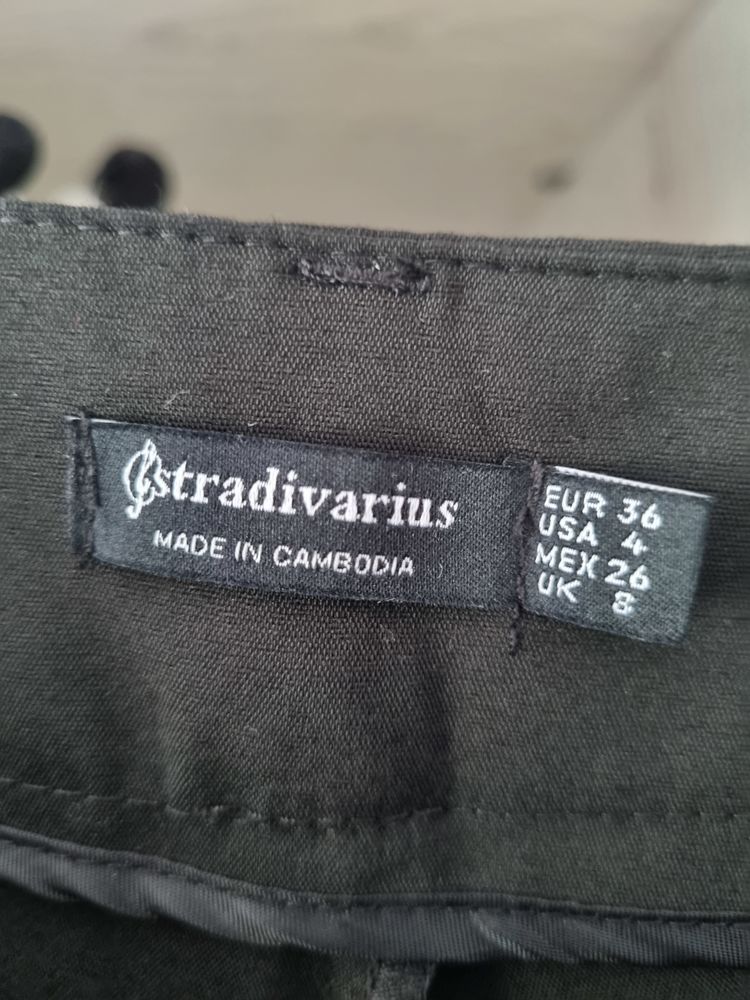 stradivarius
MADE IN CAMBODIA
EUR 36
USA 4
MEX 26
UK 8